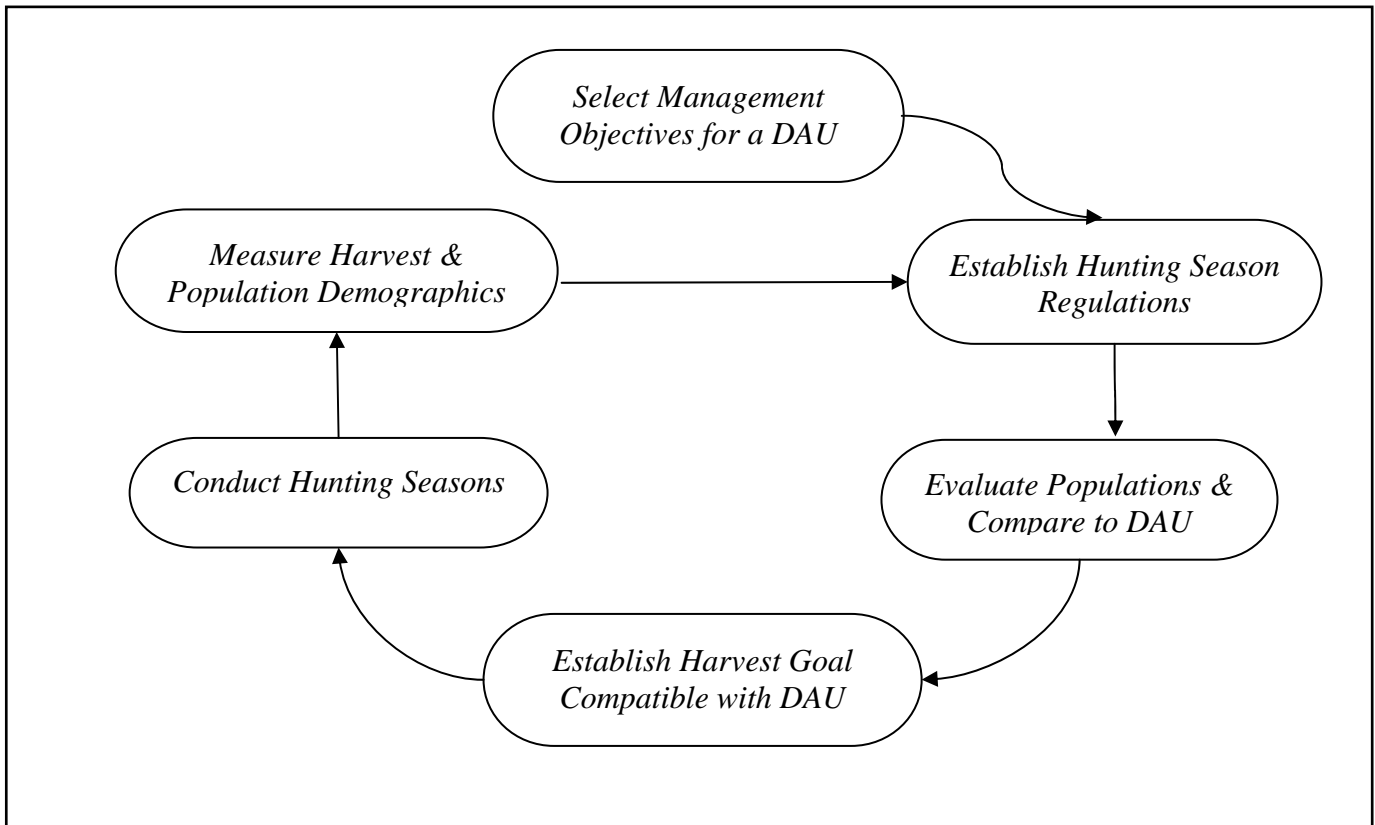 Select Management
Objectives for a DAU
Measure Harvest &
Population Demographics
Establish Hunting Season
Regulations
Conduct Hunting Seasons
Evaluate Populations &
Compare to DAU
Establish Harvest Goal
Compatible with DAU